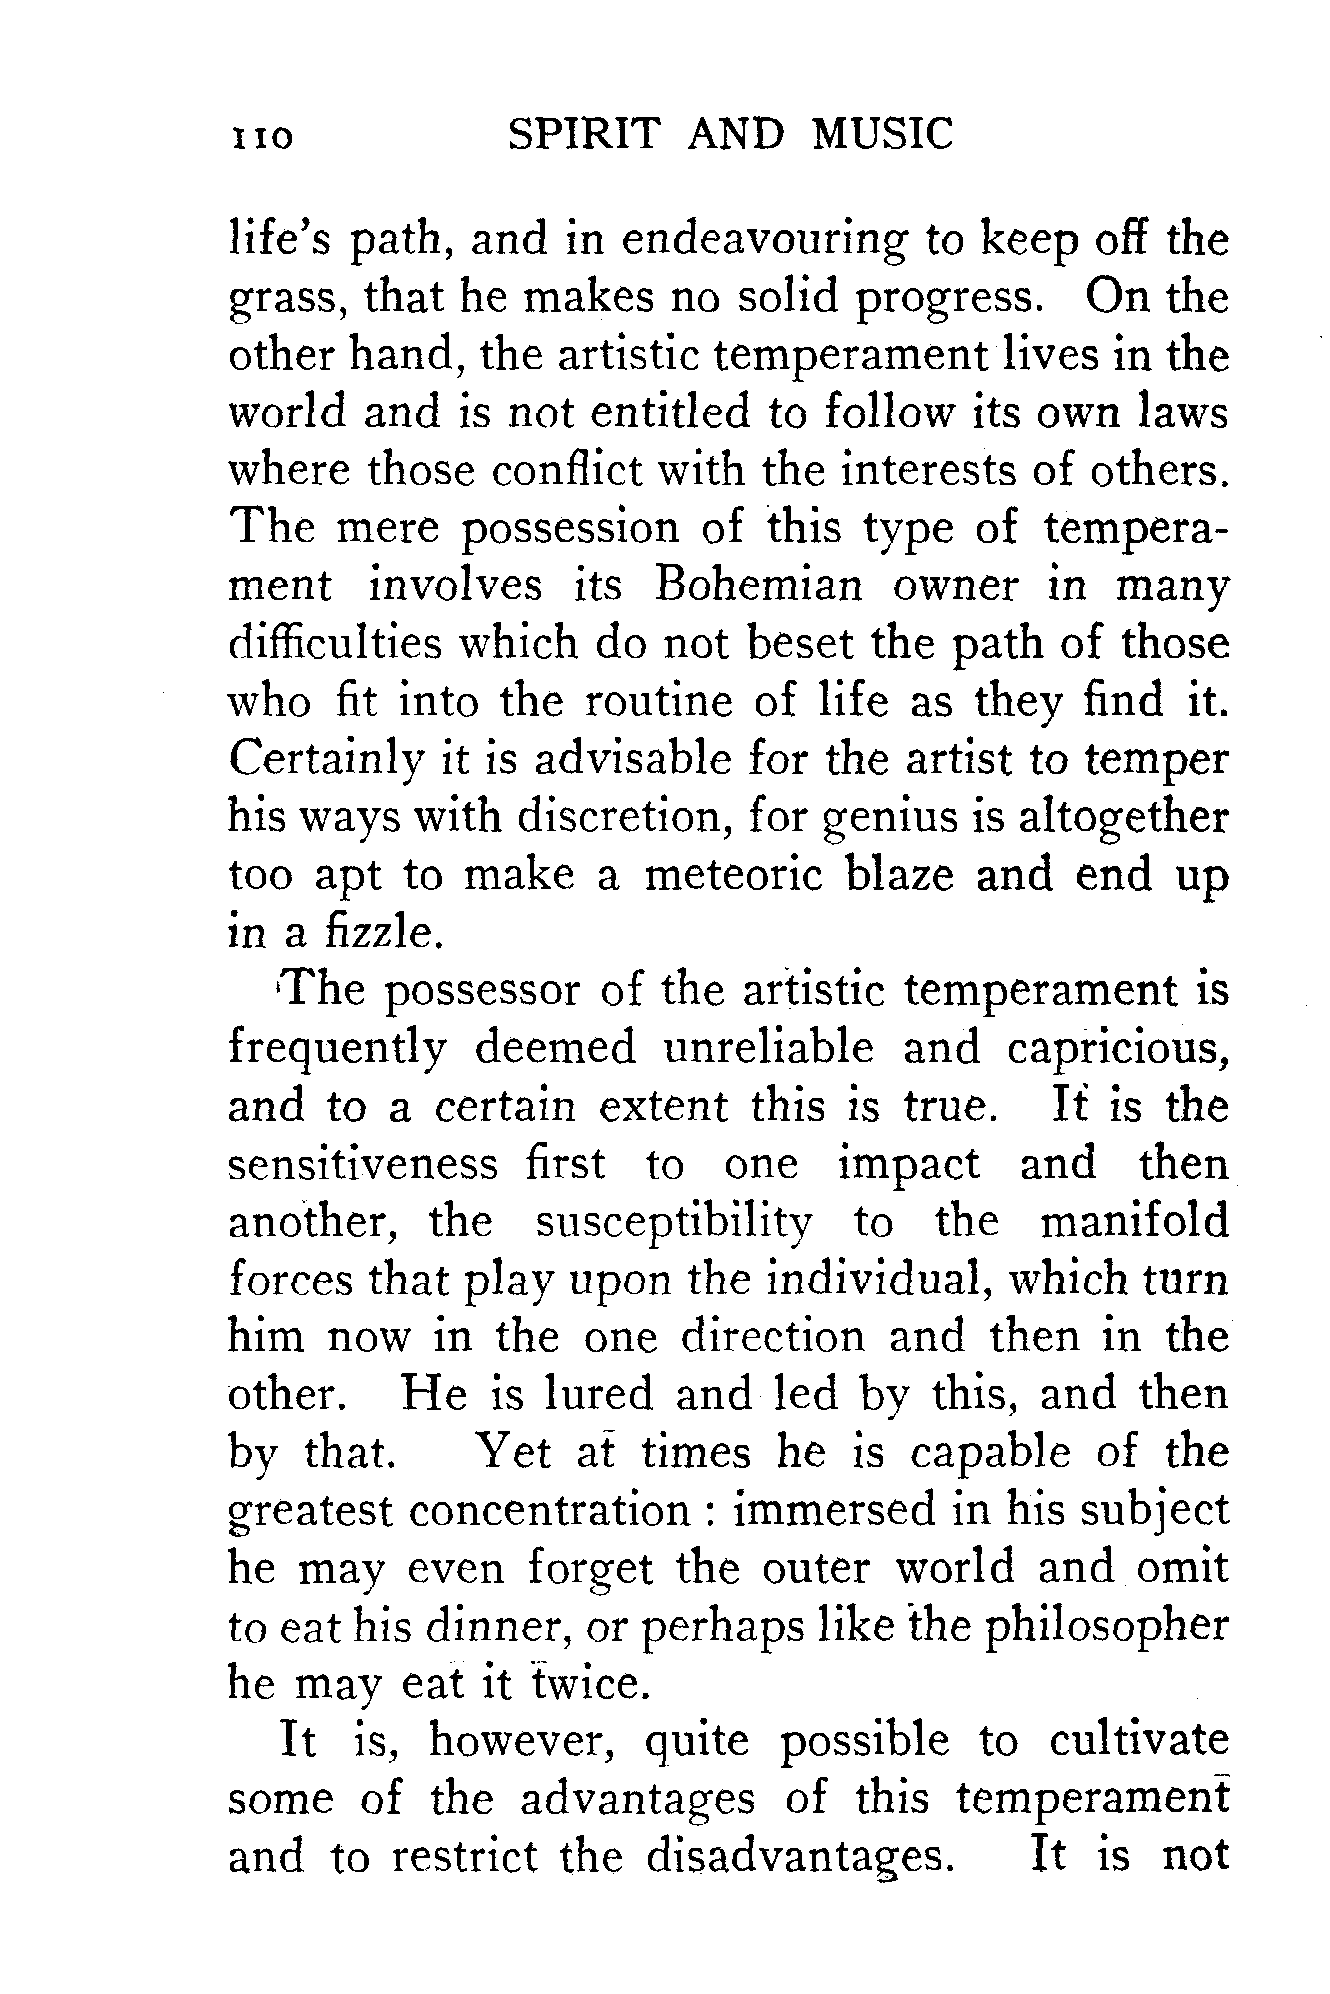 110 SPIRIT AND MUSIC
life's path, and in endeavouring to keep off the
grass, that he makes no solid progress. On the
other hand, the artistic temperament lives in the
world and is not entitled to follow its own laws
where those conflict with the interests of others.
The mere possession of this type of tempera-
ment involves its Bohemian owner in many
difficulties which do not beset the path of those
who fit into the routine of life as they find it.
Certainly it is advisable for the artist to temper
his ways with discretion, for genius is altogether
too apt to make a meteoric blaze and end up
in a fizzle.
The possessor of the artistic temperament is
frequently deemed unreliable and capricious,
and to a certain extent this is true. It is the
sensitiveness first to one impact and then
another, the susceptibility to the manifold
forces that play upon the individual, which turn
him now in the one direction and then in the
other. He is lured and led by this, and then
by that. Yet at times he is capable of the
greatest concentration : immersed in his subject
he may even forget the outer world and omit
to eat his dinner, or perhaps like the philosopher
he may eat it twice.
It is, however, quite possible to cultivate
some of the advantages of this temperament
and to restrict the disadvantages. It is not